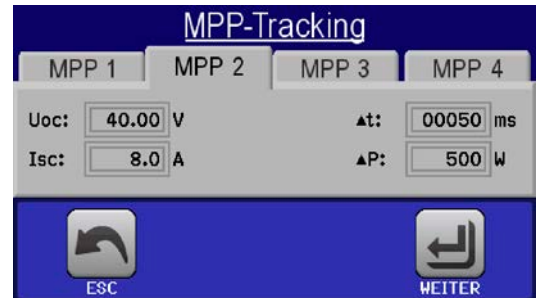 MPP-Tracking
MPP 1 MPP 2 MPP 3 MPP 4
Uoc: 40.00 V ▲t: 00050 ms
Isc: 8.0 A ▲P: 500 W
ESC WEITER